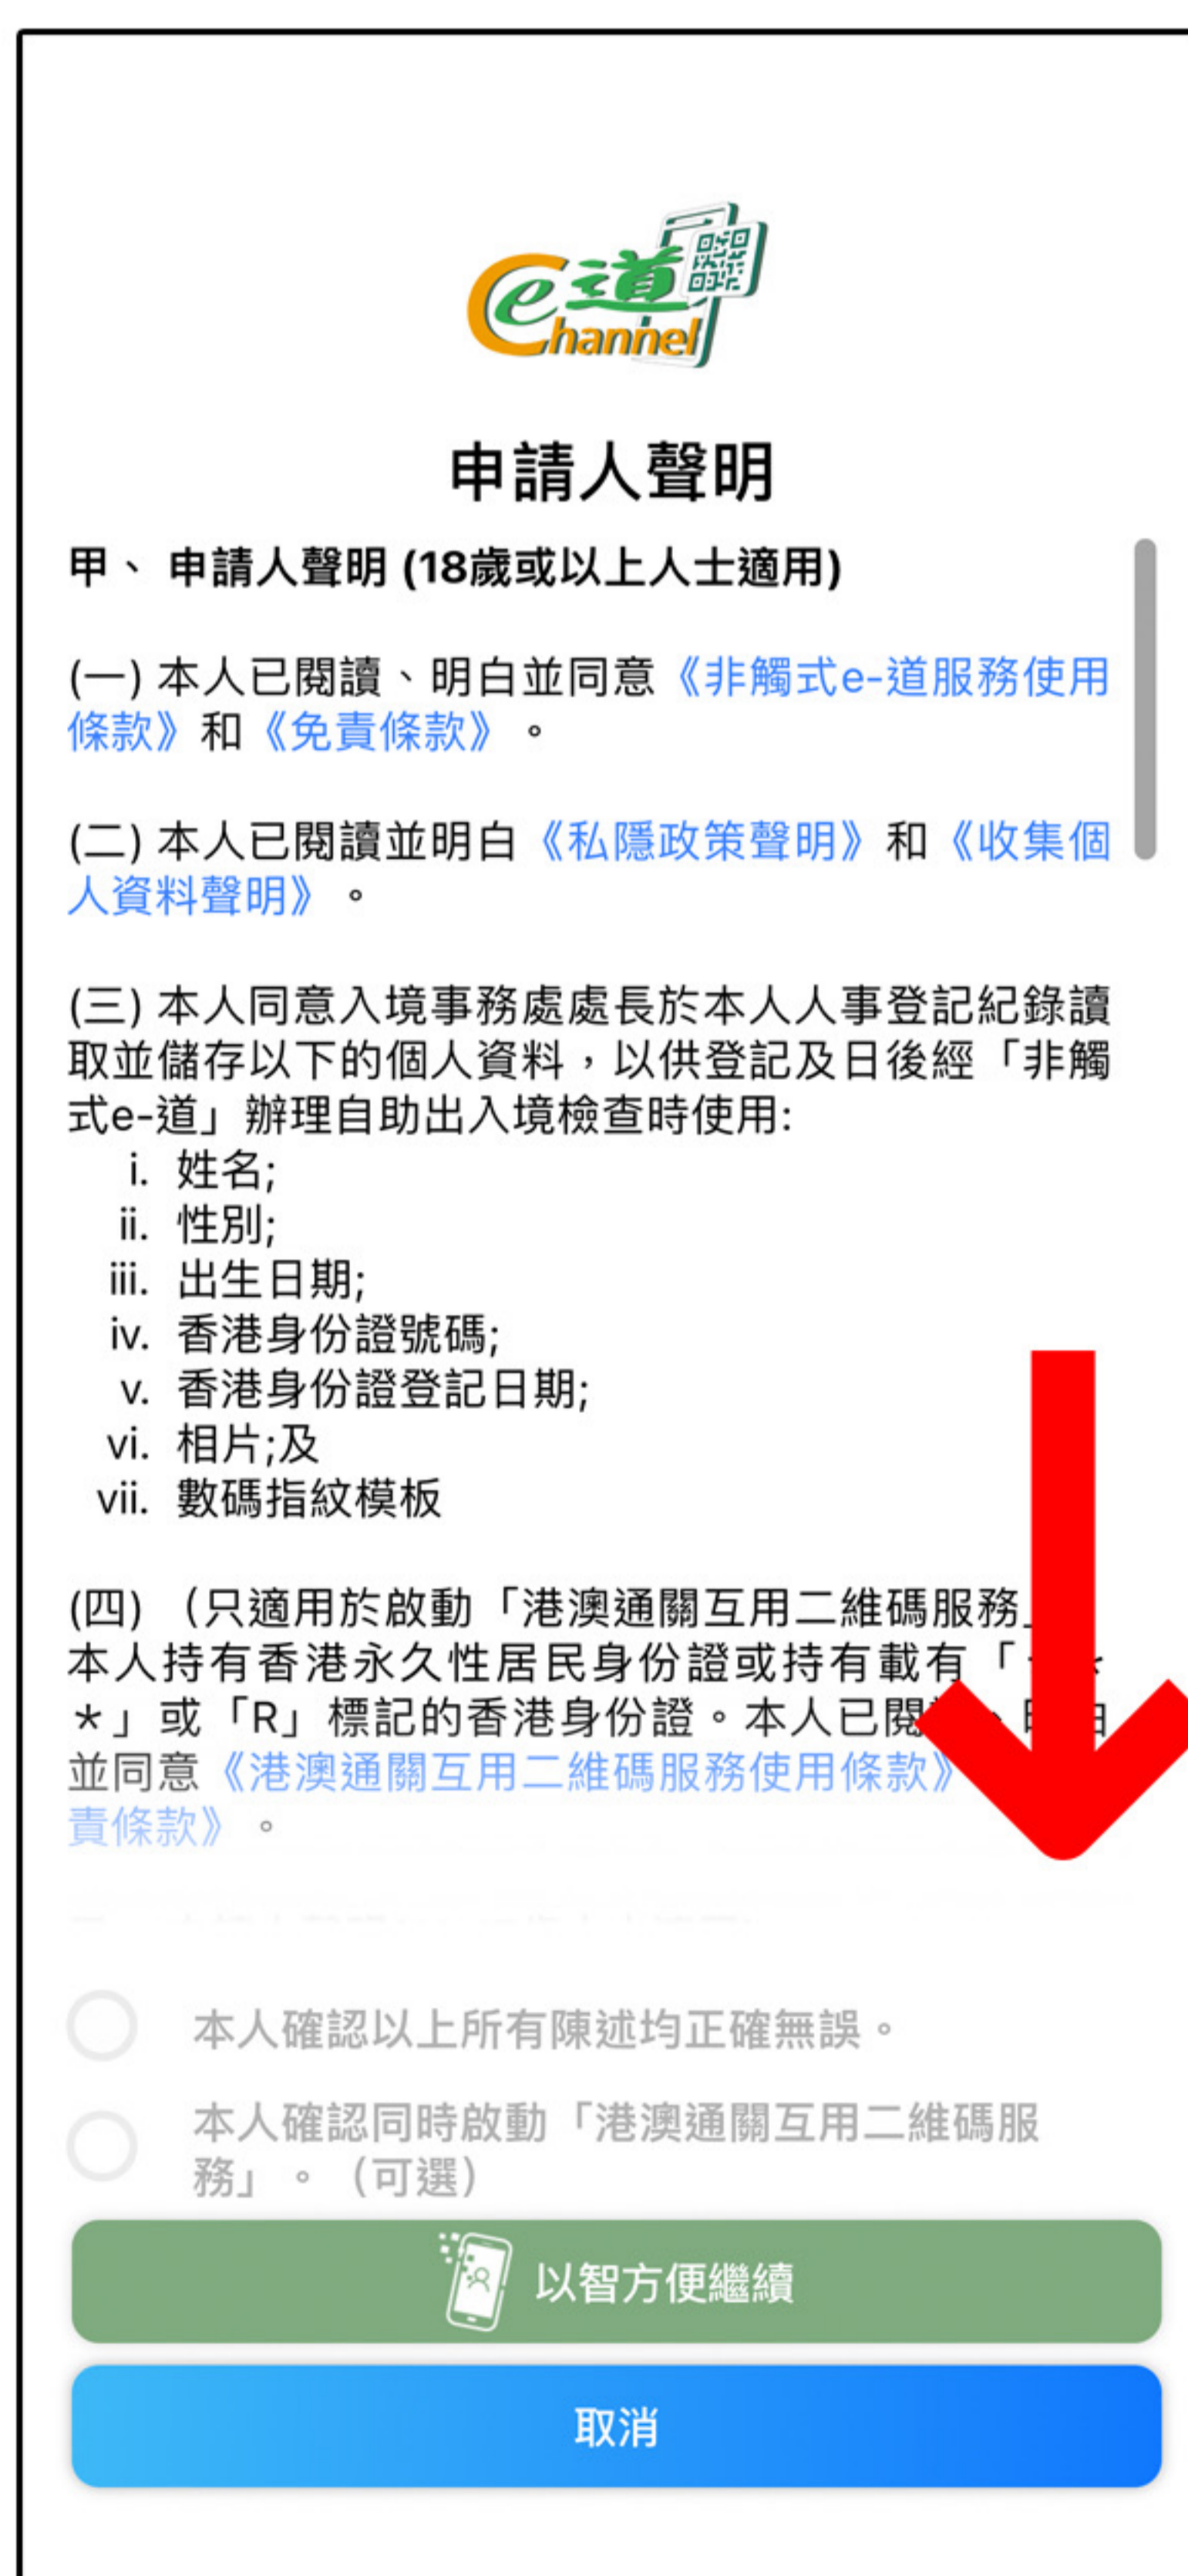 e道
Channel
申請人聲明
甲、 申請人聲明 (18歲或以上人士適用)
(一) 本人已閱讀、明白並同意《非觸式e-道服務使用
條款》和《免責條款》。
(二) 本人已閱讀並明白《私隱政策聲明》和《收集個
人資料聲明》。
(三) 本人同意入境事務處處長於本人人事登記紀錄讀
取並儲存以下的個人資料，以供登記及日後經「非觸
式e-道」辦理自助出入境檢查時使用:
i. 姓名;
ii. 性別;
iii. 出生日期;
iv. 香港身份證號碼;
v. 香港身份證登記日期;
vi. 相片;及
vii. 數碼指紋模板
(四) （只適用於啟動「港澳通關互用二維碼服務」
本人持有香港永久性居民身份證或持有載有「
*」或「R」標記的香港身份證。本人已閱
並同意《港澳通關互用二維碼服務使用條款》
責條款》。
本人確認以上所有陳述均正確無誤。
本人確認同時啟動「港澳通關互用二維碼服
務」。（可選）
以智方便繼續
取消